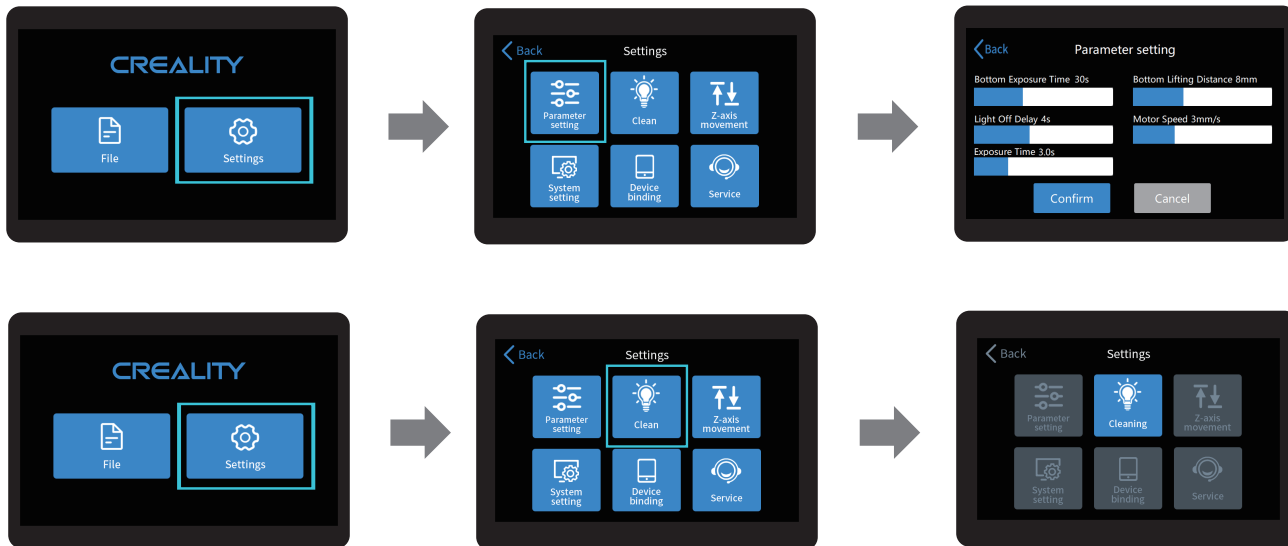 CREALITY
File
Settings
Back
Settings
Parameter
setting
Clean
Z-axis
movement
System
setting
Device
binding
Service
Back
Parameter setting
Bottom Exposure Time 30s
Bottom Lifting Distance 8mm
Light Off Delay 4s
Motor Speed 3mm/s
Exposure Time 3.0s
Confirm
Cancel
CREALITY
File
Settings
Back
Settings
Parameter
setting
Clean
Z-axis
movement
System
setting
Device
binding
Service
Back
Settings
Parameter
setting
Cleaning
Z-axis
movement
System
setting
Device
binding
Service